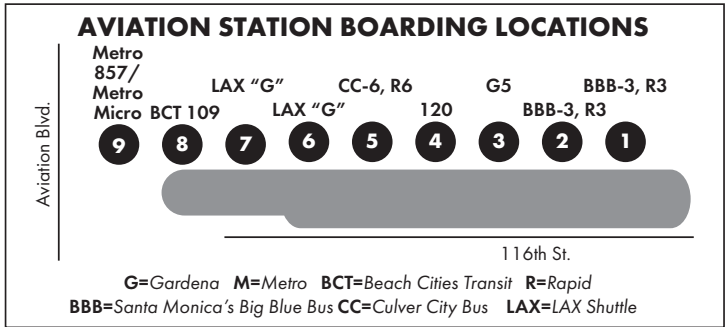 AVIATION STATION BOARDING LOCATIONS
Metro
857/
Metro
Micro
BCT 109
LAX “G”
LAX “G”
CC-6, R6
120
G5
BBB-3, R3
BBB-3, R3
9 8 7 6 5 4 3 2 1
Aviation Blvd.
116th St.
G=Gardena M=Metro BCT=Beach Cities Transit R=Rapid
BBB=Santa Monica’s Big Blue Bus CC=Culver City Bus LAX=LAX Shuttle